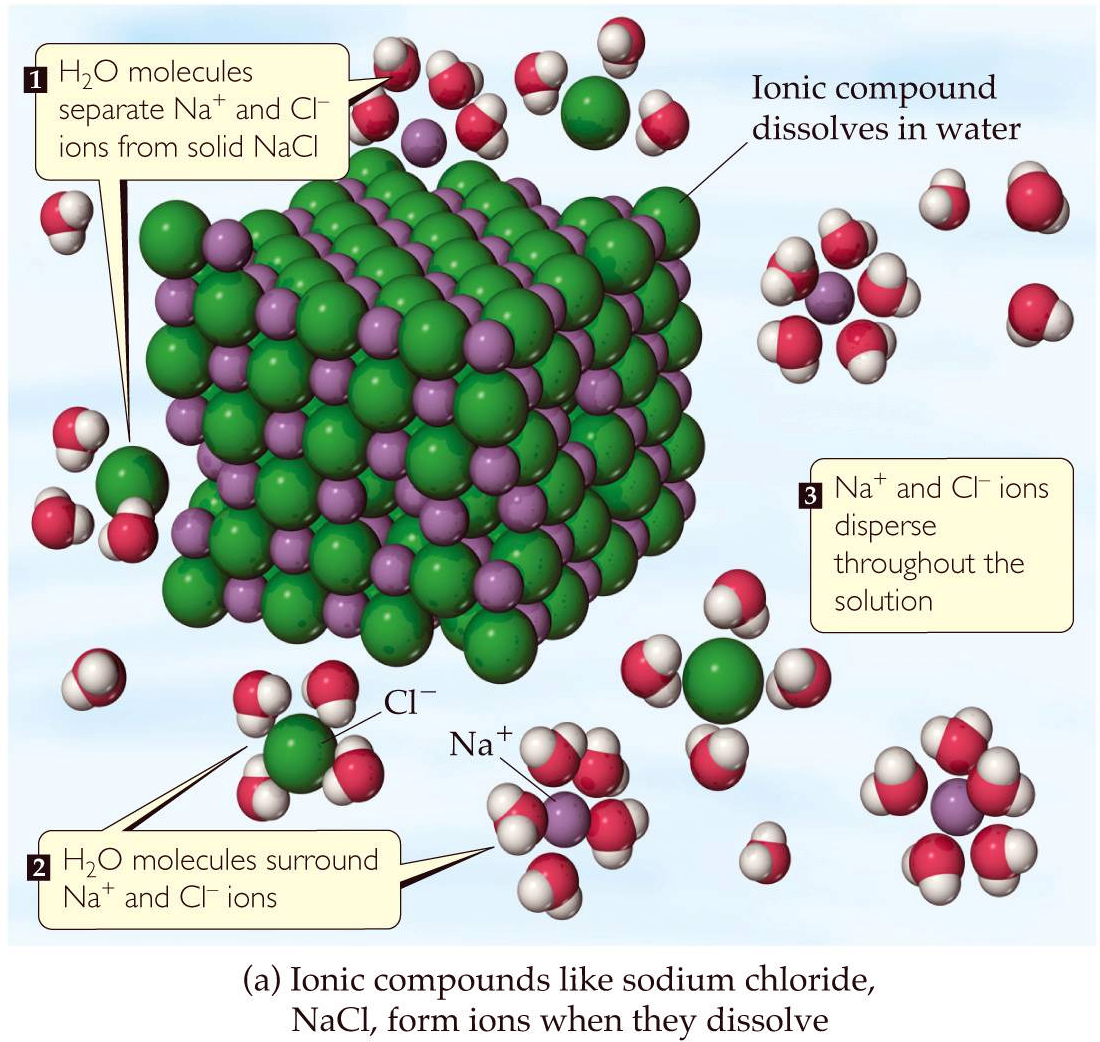 1 H₂O molecules
separate Na⁺ and Cl⁻
ions from solid NaCl
Ionic compound
dissolves in water
3 Na⁺ and Cl⁻ ions
disperse
throughout the
solution
Cl⁻
Na⁺
2 H₂O molecules surround
Na⁺ and Cl⁻ ions
(a) Ionic compounds like sodium chloride,
NaCl, form ions when they dissolve